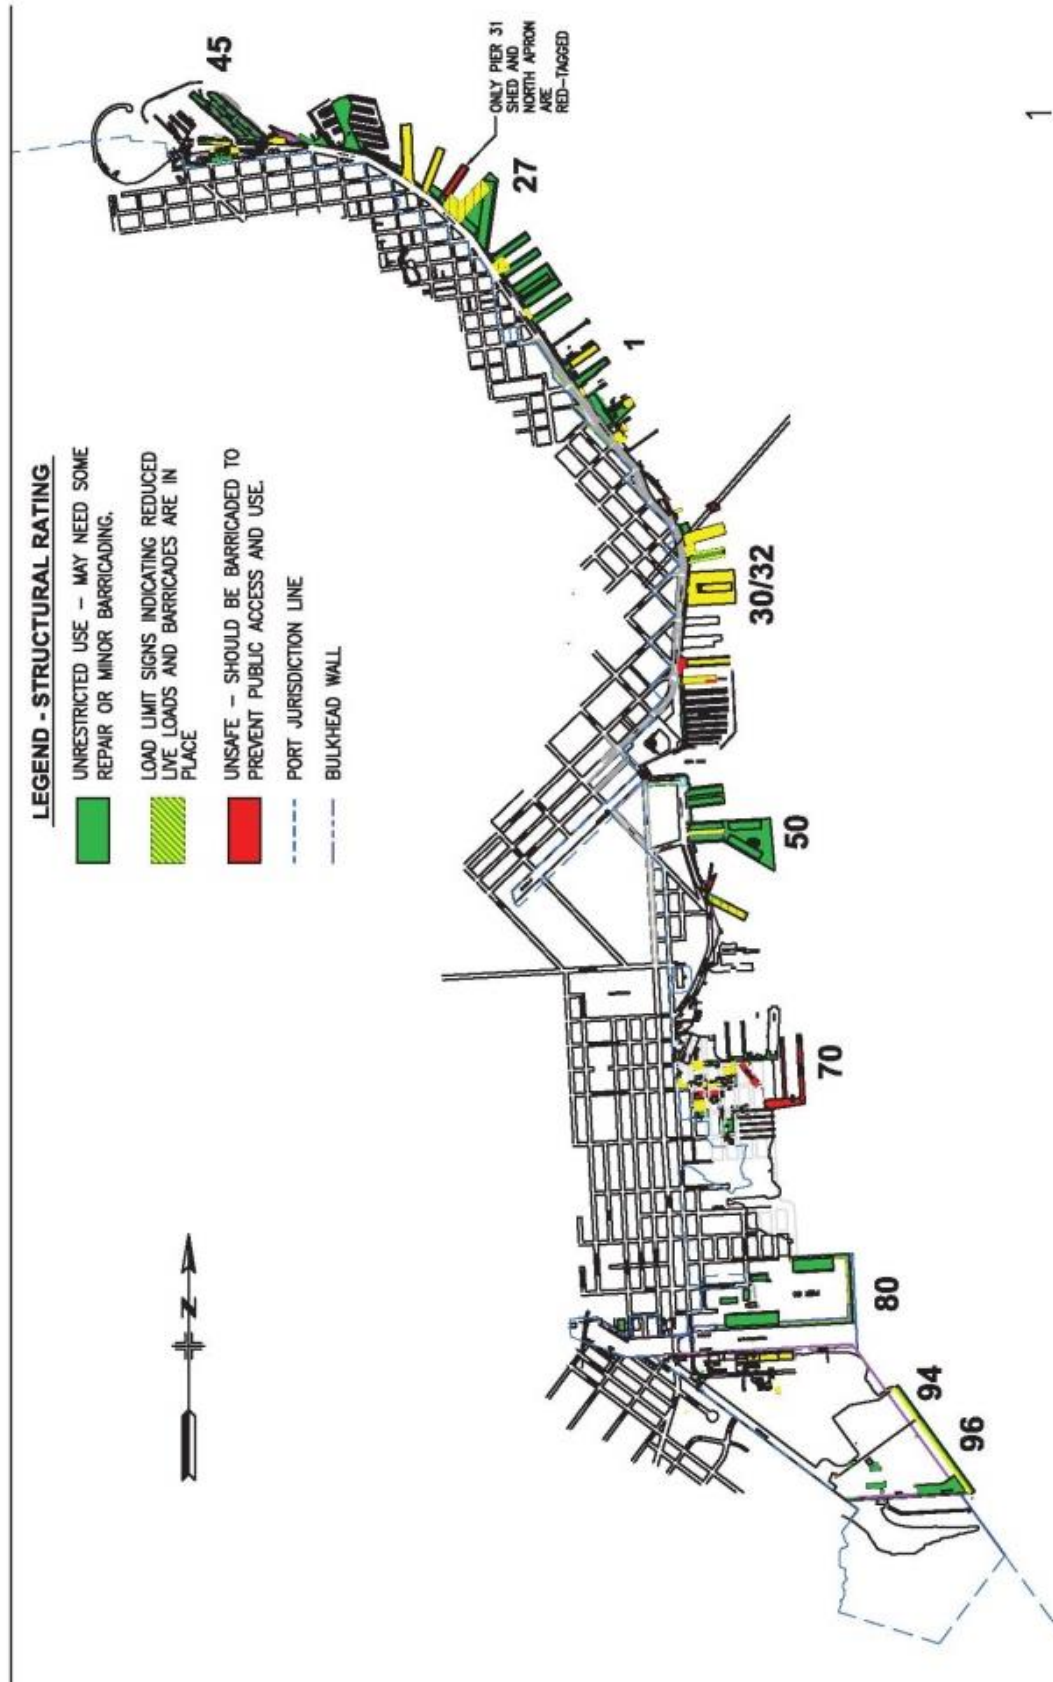 LEGEND - STRUCTURAL RATING
UNRESTRICTED USE – MAY NEED SOME
REPAIR OR MINOR BARRICADING.
LOAD LIMIT SIGNS INDICATING REDUCED
LIVE LOADS AND BARRICADES ARE IN
PLACE
UNSAFE – SHOULD BE BARRICADED TO
PREVENT PUBLIC ACCESS AND USE.
PORT JURISDICTION LINE
BULKHEAD WALL
N
45
ONLY PIER 31
SHED AND
NORTH APRON
ARE
RED-TAGGED
27
1
30/32
50
70
80
94
96
1